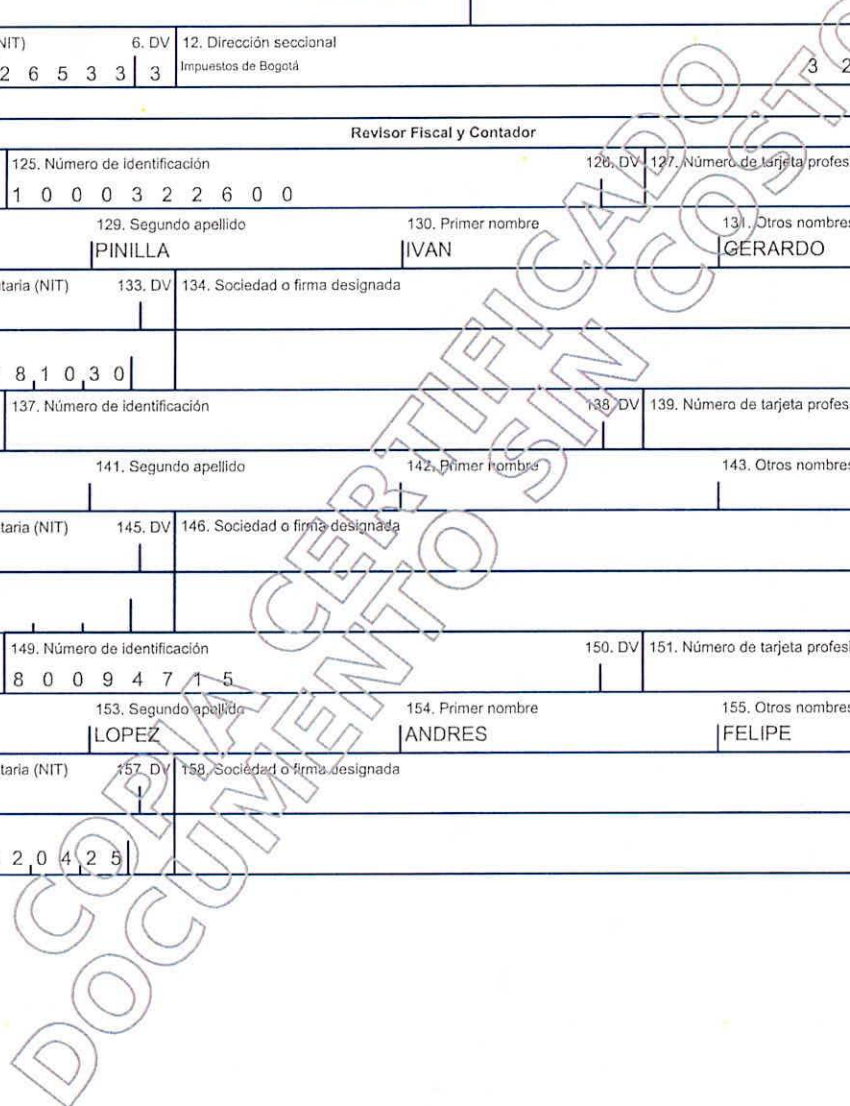 NIT) 6. DV 12. Dirección seccional
2 6 5 3 3 3 Impuestos de Bogotá 3 2
Revisor Fiscal y Contador
125. Número de identificación 126. DV 127. Número de tarjeta profes
1 0 0 0 3 2 2 6 0 0
129. Segundo apellido 130. Primer nombre 131. Otros nombres
PINILLA IVAN GERARDO
taria (NIT) 133. DV 134. Sociedad o firma designada
8 1 0 3 0
137. Número de identificación 138. DV 139. Número de tarjeta profes
141. Segundo apellido 142. Primer nombre 143. Otros nombres
taria (NIT) 145. DV 146. Sociedad o firma designada
149. Número de identificación 150. DV 151. Número de tarjeta profesi
8 0 0 9 4 7 1 5
153. Segundo apellido 154. Primer nombre 155. Otros nombres
LOPEZ ANDRES FELIPE
taria (NIT) 157. DV 158. Sociedad o firma designada
2 0 4 2 5
COPIA CERTIFICADO
DOCUMENTO SIN COSTO